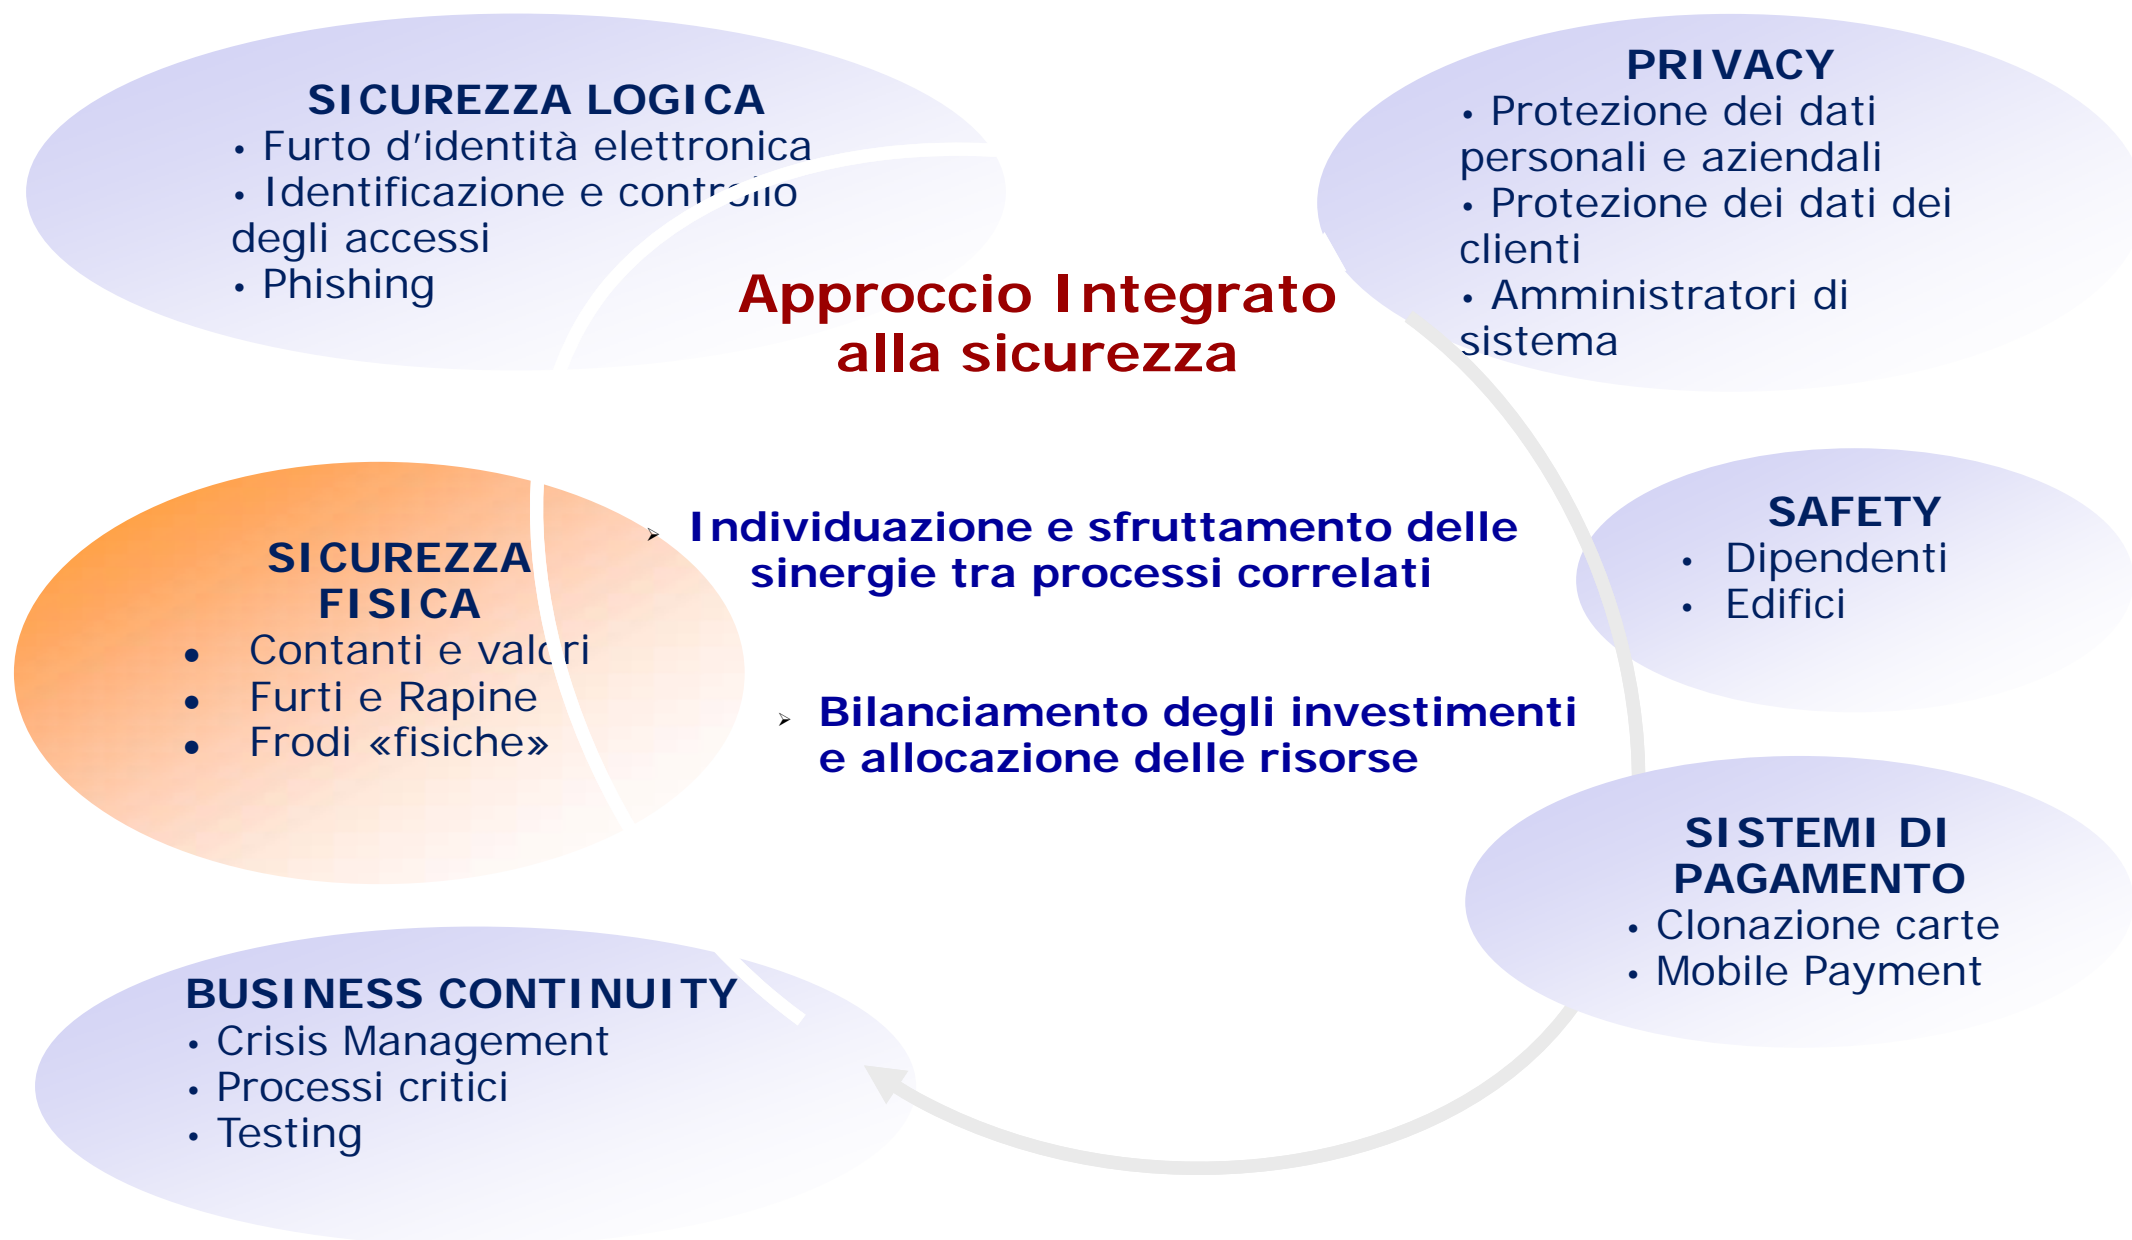 SICUREZZA LOGICA
• Furto d’identità elettronica
• Identificazione e controllo
degli accessi
• Phishing
PRIVACY
• Protezione dei dati
personali e aziendali
• Protezione dei dati dei
clienti
• Amministratori di
sistema
Approccio Integrato
alla sicurezza
SICUREZZA
FISICA
• Contanti e valori
• Furti e Rapine
• Frodi «fisiche»
➢ Individuazione e sfruttamento delle
sinergie tra processi correlati
➢ Bilanciamento degli investimenti
e allocazione delle risorse
SAFETY
• Dipendenti
• Edifici
SISTEMI DI
PAGAMENTO
• Clonazione carte
• Mobile Payment
BUSINESS CONTINUITY
• Crisis Management
• Processi critici
• Testing